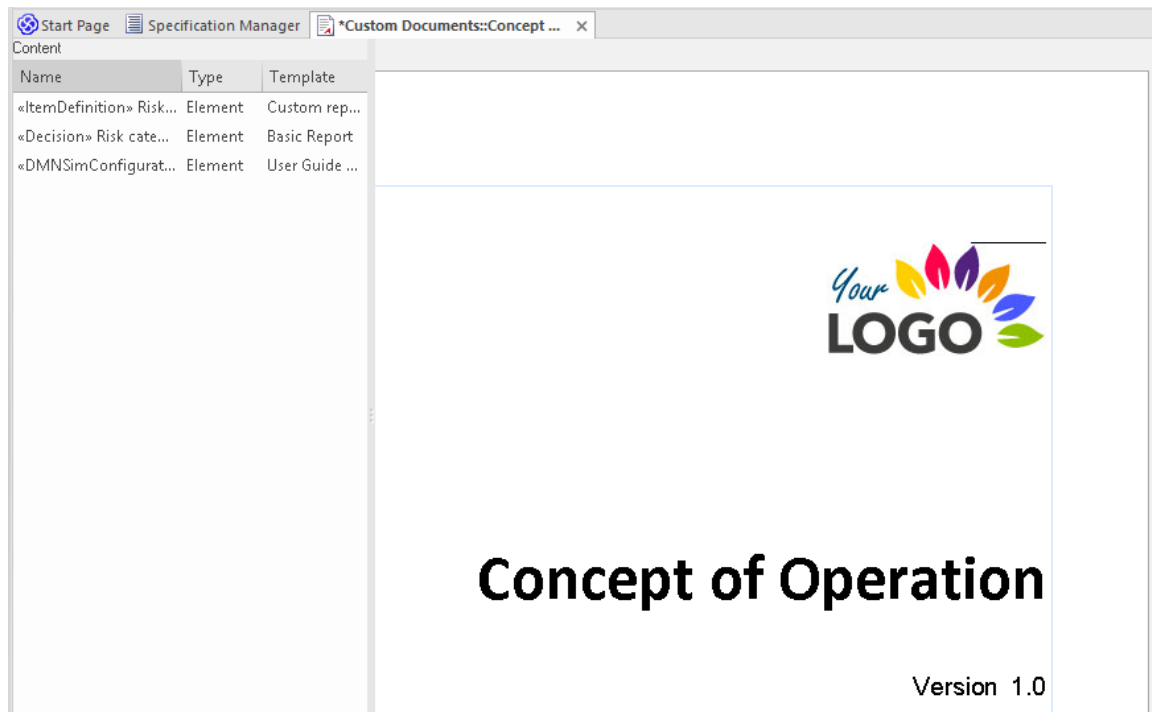 Start Page Specification Manager *Custom Documents::Concept ... ×
Content
Name Type Template
«ItemDefinition» Risk... Element Custom rep...
«Decision» Risk cate... Element Basic Report
«DMNSimConfigurat... Element User Guide ...
Your
LOGO
Concept of Operation
Version 1.0